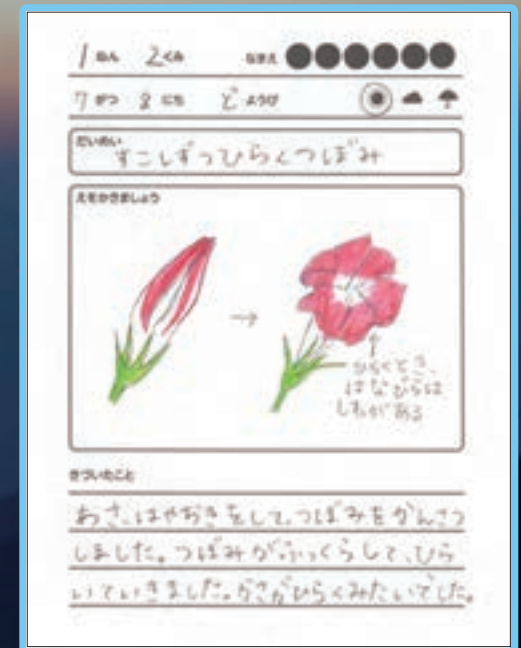 1ねん 2くみ なまえ
7がつ 8にち どようび
だいめい
すこしずつひらくつぼみ
えをかきましょう
→
ひらくとき、
はなびらは
しわがある
きづいたこと
あさ、はやおきをして、つぼみをかんさつ
しました。つぼみがふっくらして、ひら
いていきました。かさがひらくみたいでした。